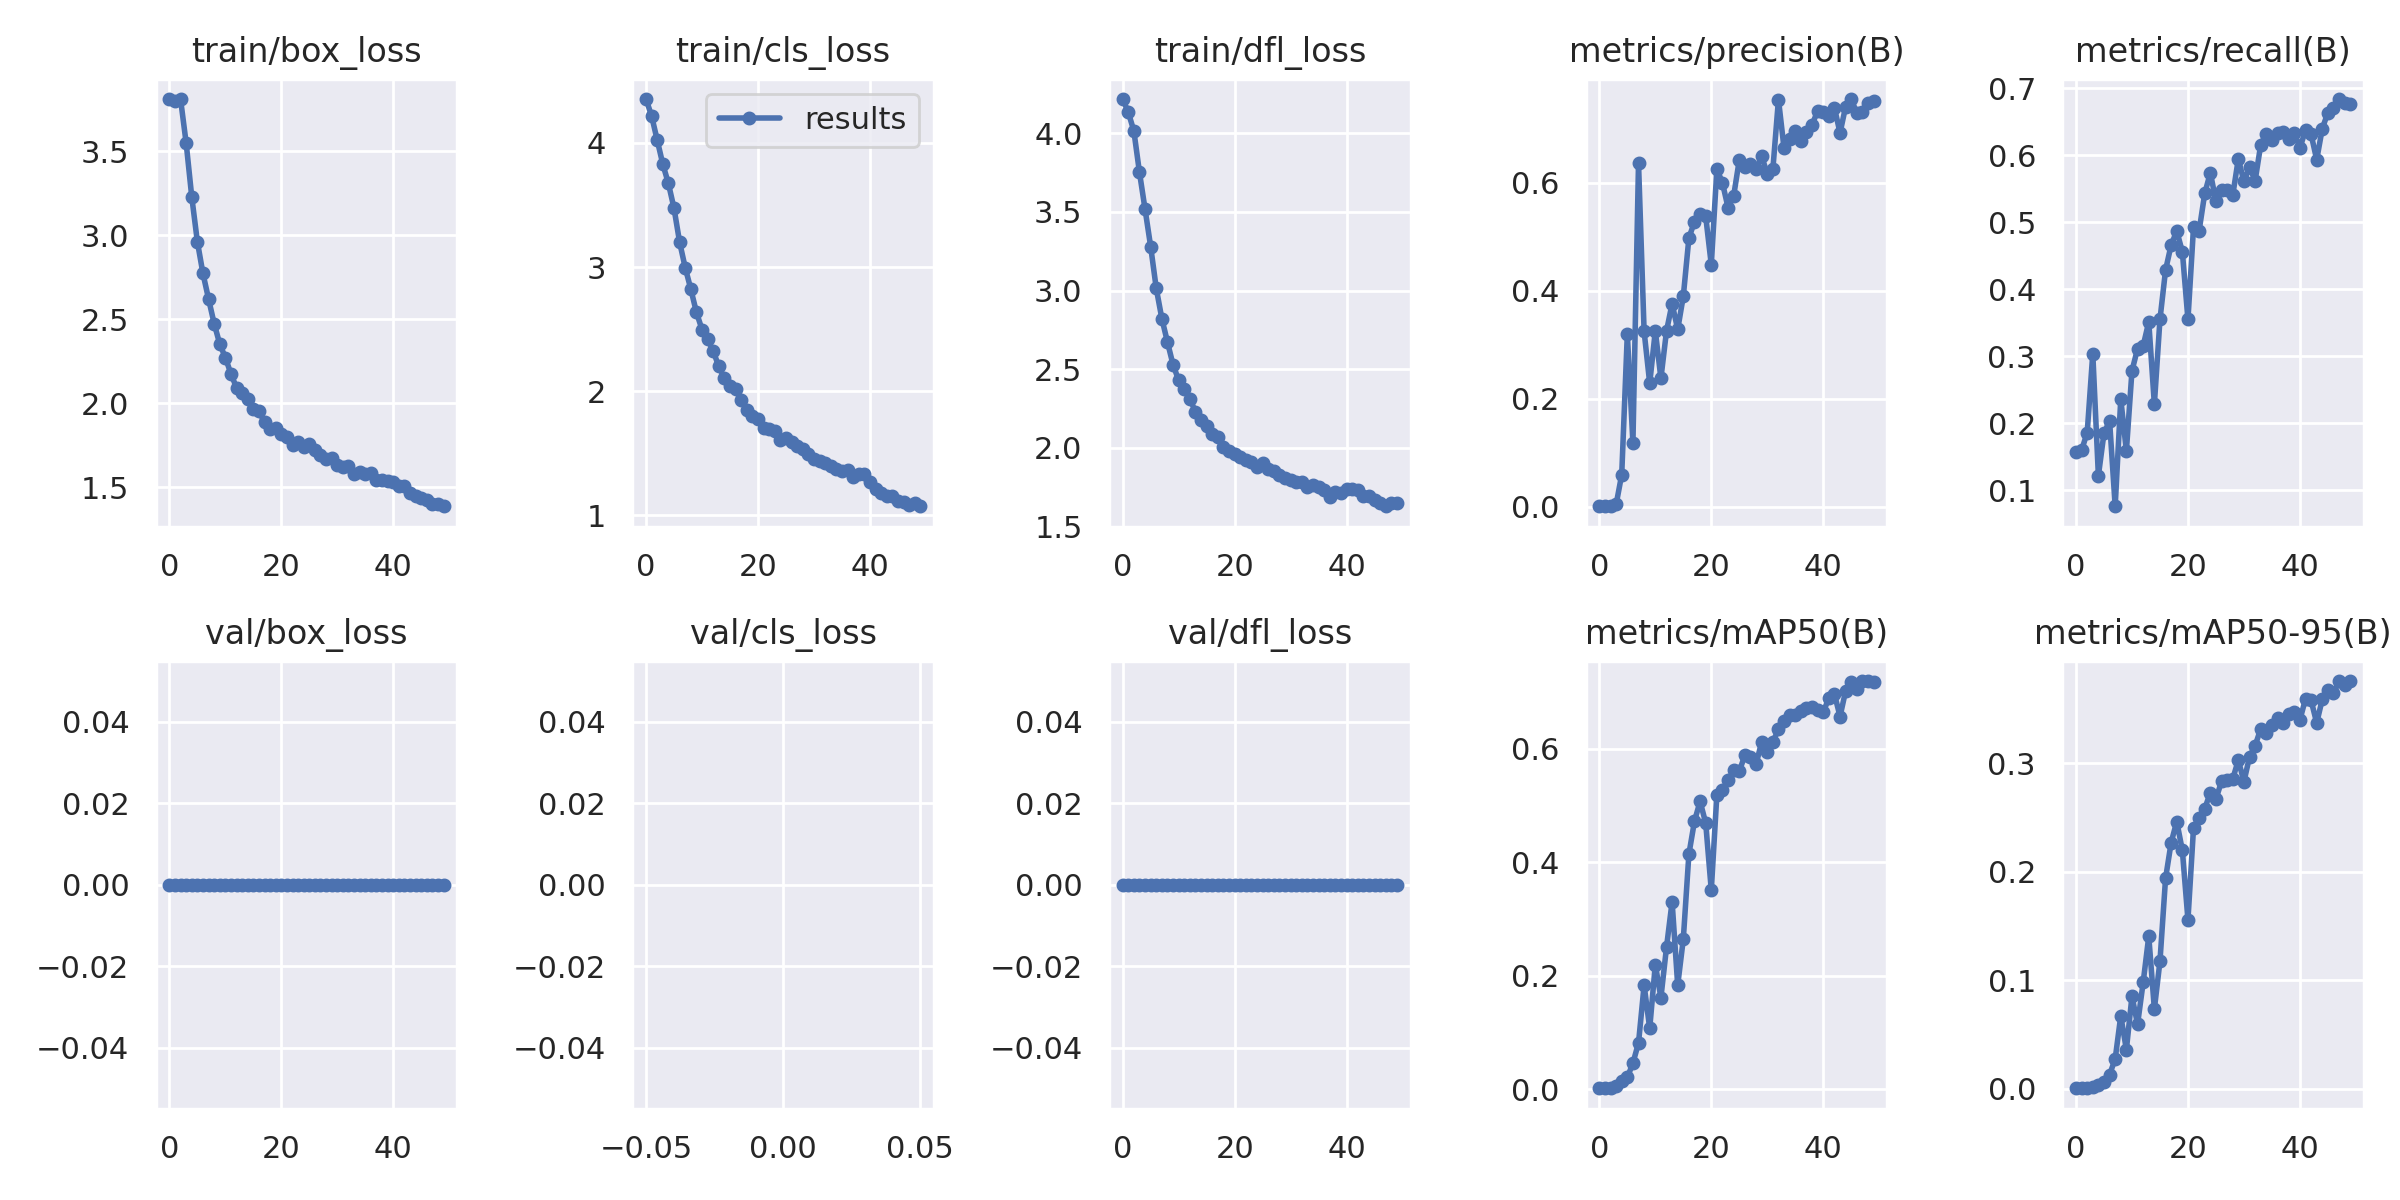 train/box_loss
3.5
3.0
2.5
2.0
1.5
0 20 40
train/cls_loss
results
4
3
2
1
0 20 40
train/dfl_loss
4.0
3.5
3.0
2.5
2.0
1.5
0 20 40
metrics/precision(B)
0.6
0.4
0.2
0.0
0 20 40
metrics/recall(B)
0.7
0.6
0.5
0.4
0.3
0.2
0.1
0 20 40
val/box_loss
0.04
0.02
0.00
−0.02
−0.04
0 20 40
val/cls_loss
0.04
0.02
0.00
−0.02
−0.04
−0.05 0.00 0.05
val/dfl_loss
0.04
0.02
0.00
−0.02
−0.04
0 20 40
metrics/mAP50(B)
0.6
0.4
0.2
0.0
0 20 40
metrics/mAP50-95(B)
0.3
0.2
0.1
0.0
0 20 40